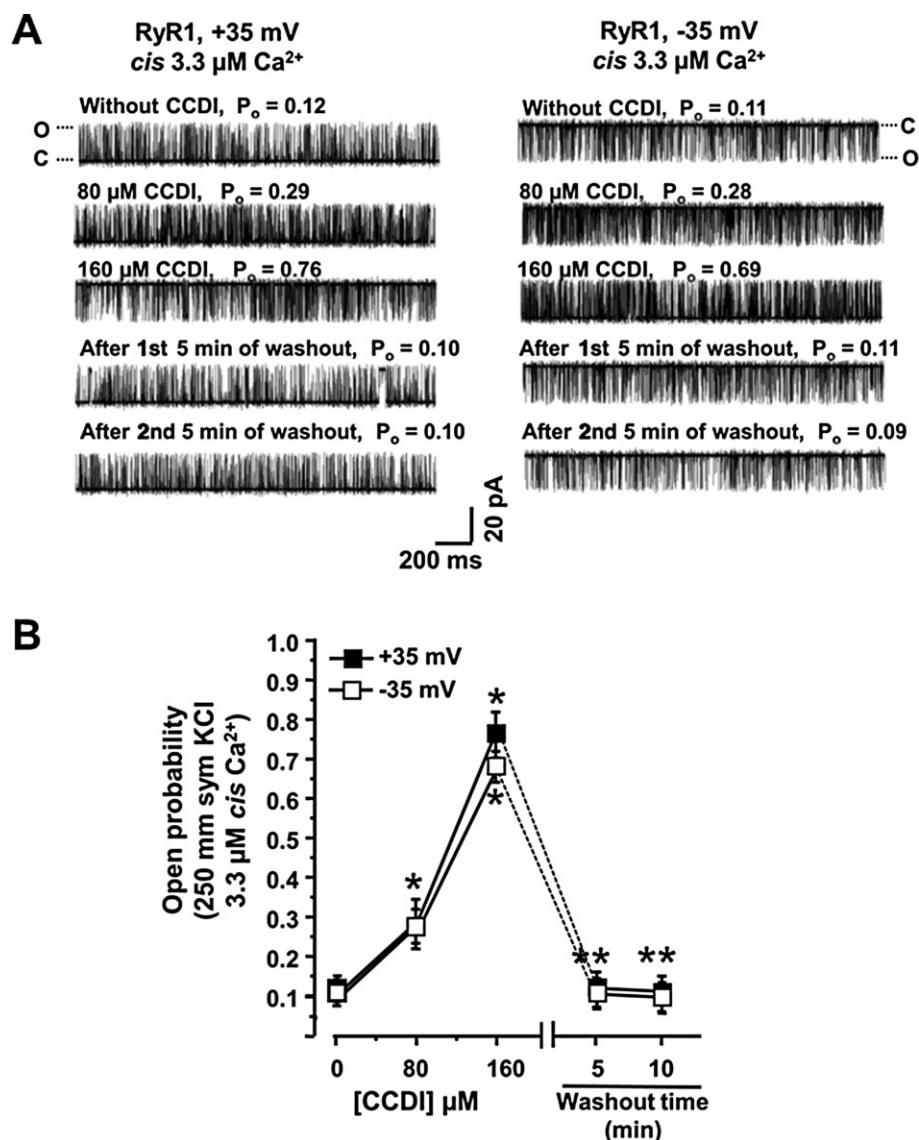 A
RyR1, +35 mV
cis 3.3 µM Ca²⁺
Without CCDI, Pₒ = 0.12
O
C
80 µM CCDI, Pₒ = 0.29
160 µM CCDI, Pₒ = 0.76
After 1st 5 min of washout, Pₒ = 0.10
After 2nd 5 min of washout, Pₒ = 0.10
RyR1, -35 mV
cis 3.3 µM Ca²⁺
Without CCDI, Pₒ = 0.11
C
O
80 µM CCDI, Pₒ = 0.28
160 µM CCDI, Pₒ = 0.69
After 1st 5 min of washout, Pₒ = 0.11
After 2nd 5 min of washout, Pₒ = 0.09
20 pA
200 ms
B
Open probability
(250 mm sym KCl
3.3 µM cis Ca²⁺)
1.0
0.9
0.8
0.7
0.6
0.5
0.4
0.3
0.2
0.1
+35 mV
-35 mV
*
*
*
**
**
0 80 160 5 10
[CCDI] µM
Washout time
(min)